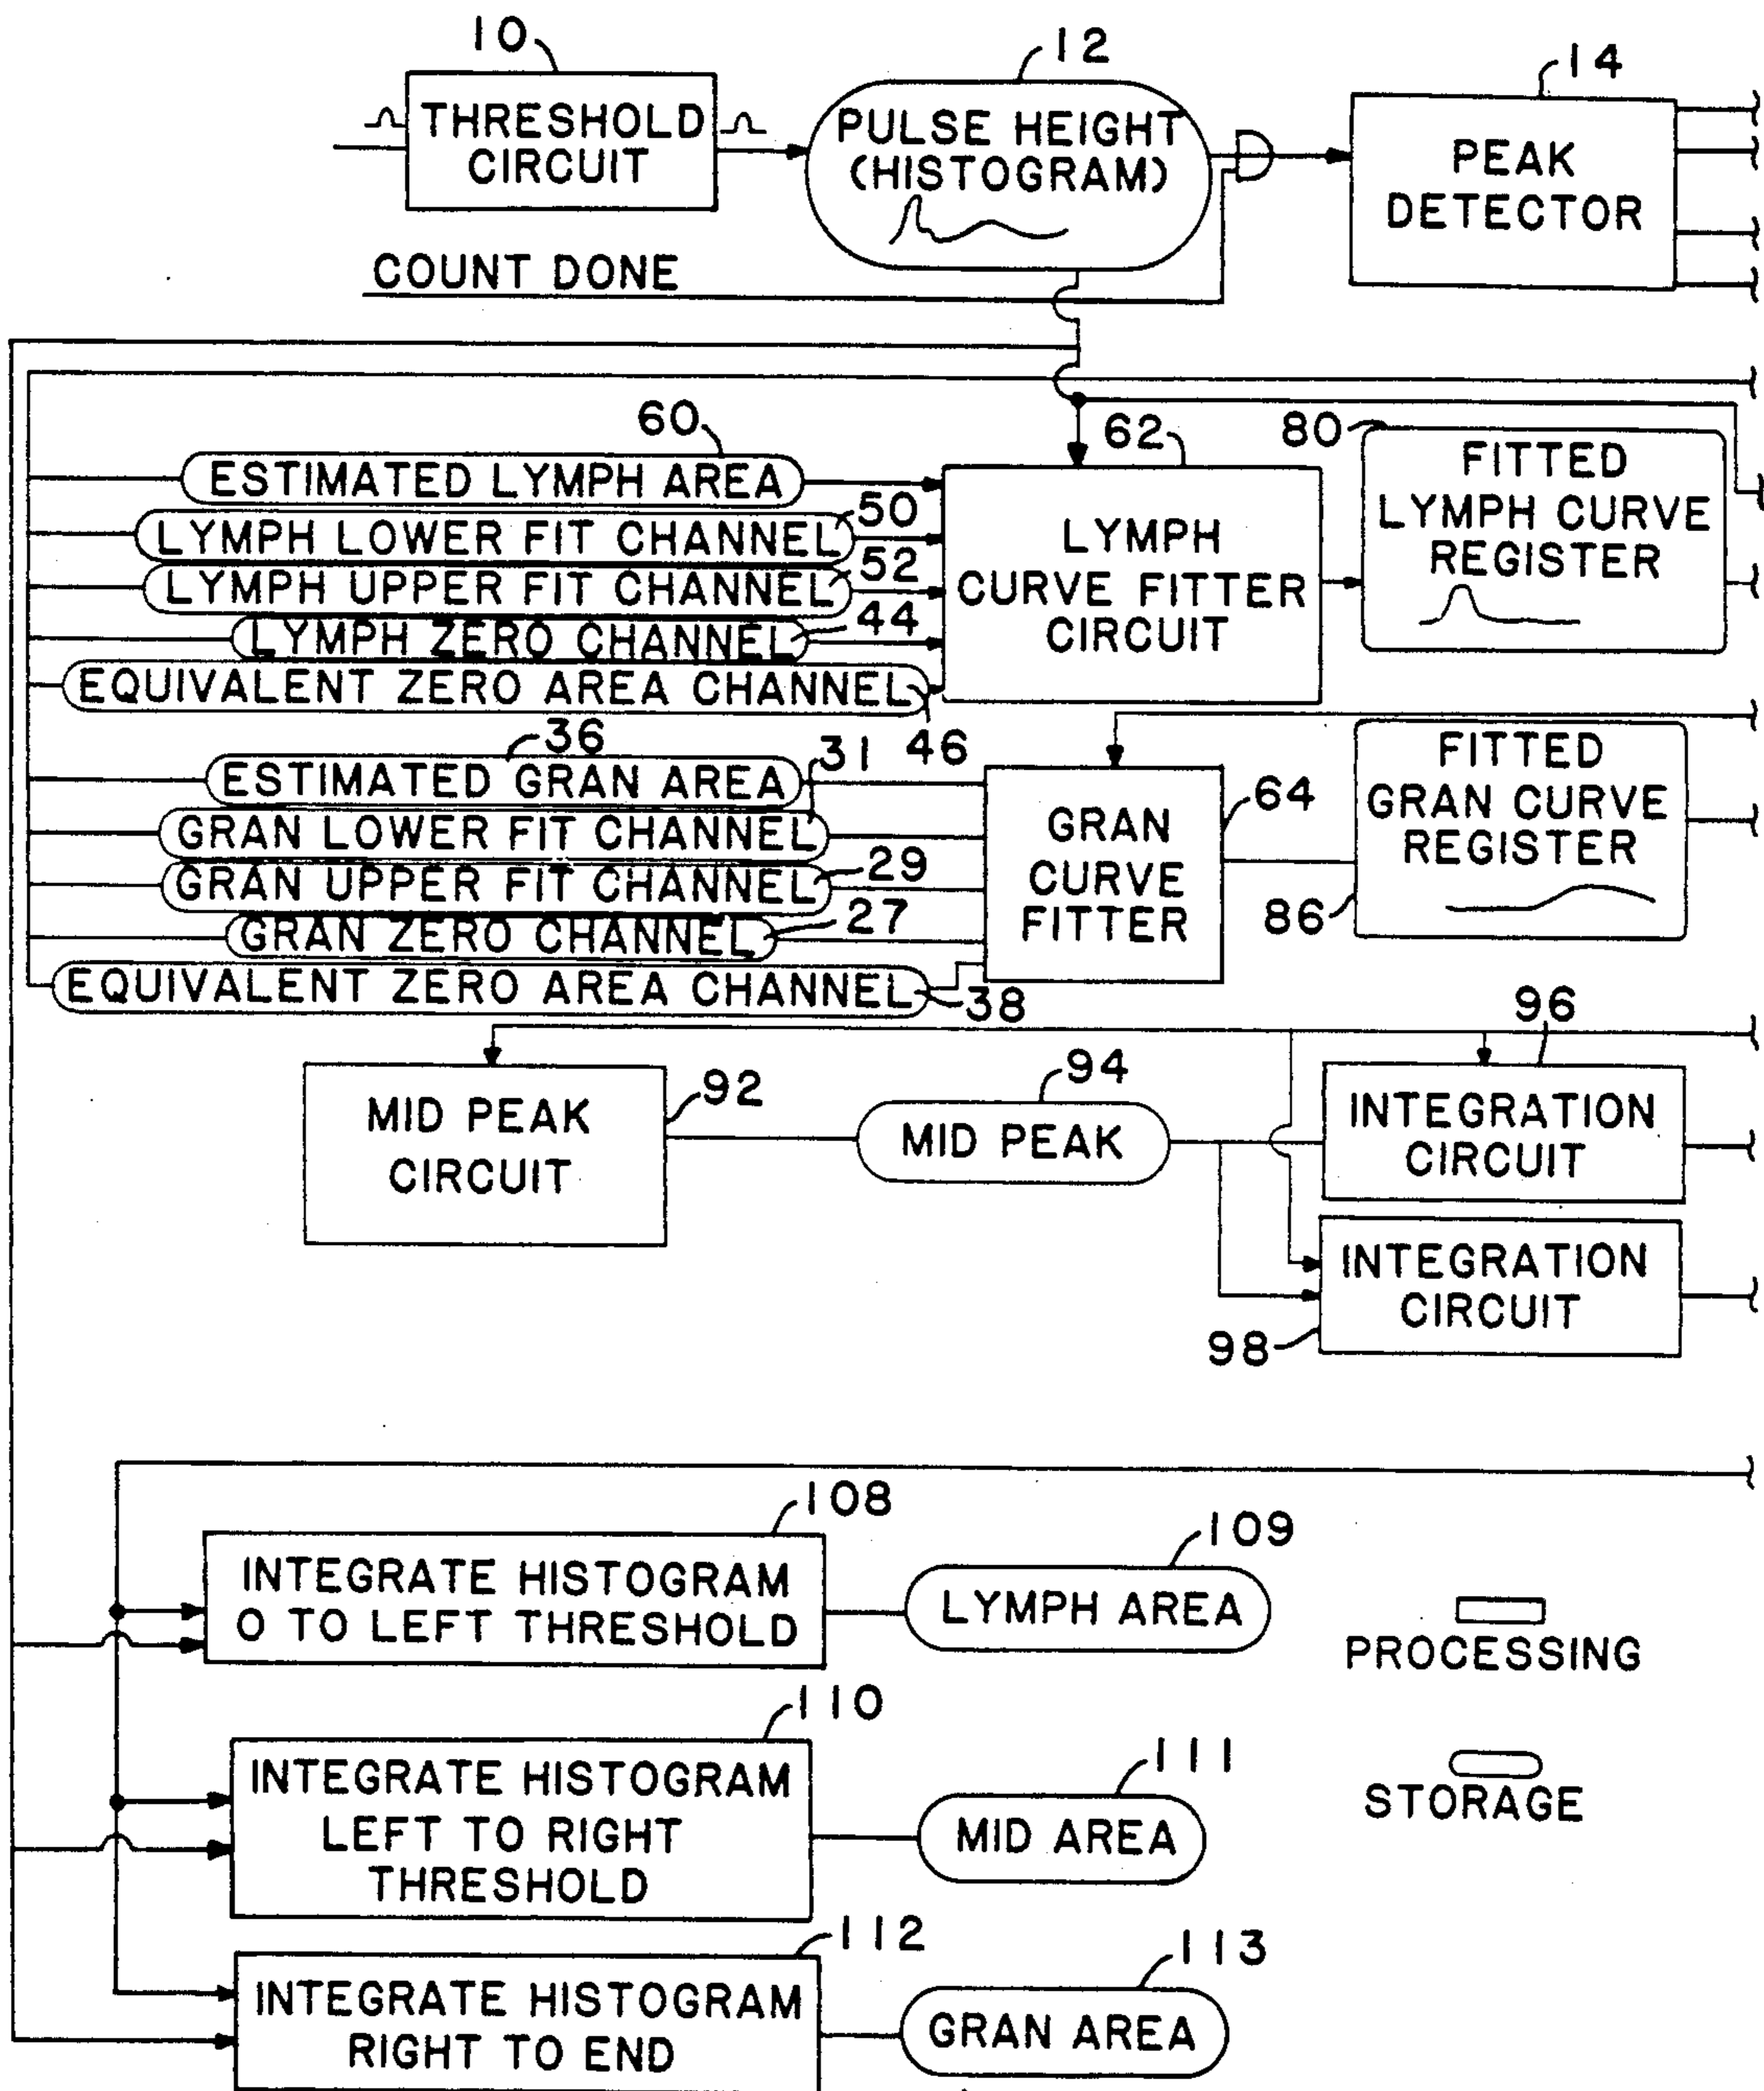 10
12
14
THRESHOLD
CIRCUIT
PULSE HEIGHT
(HISTOGRAM)
PEAK
DETECTOR
COUNT DONE
60
62
80
ESTIMATED LYMPH AREA
50
LYMPH LOWER FIT CHANNEL
52
LYMPH UPPER FIT CHANNEL
44
LYMPH ZERO CHANNEL
EQUIVALENT ZERO AREA CHANNEL
46
LYMPH
CURVE FITTER
CIRCUIT
FITTED
LYMPH CURVE
REGISTER
36
31
ESTIMATED GRAN AREA
GRAN LOWER FIT CHANNEL
29
GRAN UPPER FIT CHANNEL
27
GRAN ZERO CHANNEL
EQUIVALENT ZERO AREA CHANNEL
38
GRAN
CURVE
FITTER
64
FITTED
GRAN CURVE
REGISTER
86
92
94
96
MID PEAK
CIRCUIT
MID PEAK
INTEGRATION
CIRCUIT
INTEGRATION
CIRCUIT
98
108
109
INTEGRATE HISTOGRAM
0 TO LEFT THRESHOLD
LYMPH AREA
PROCESSING
110
111
INTEGRATE HISTOGRAM
LEFT TO RIGHT
THRESHOLD
MID AREA
STORAGE
112
113
INTEGRATE HISTOGRAM
RIGHT TO END
GRAN AREA